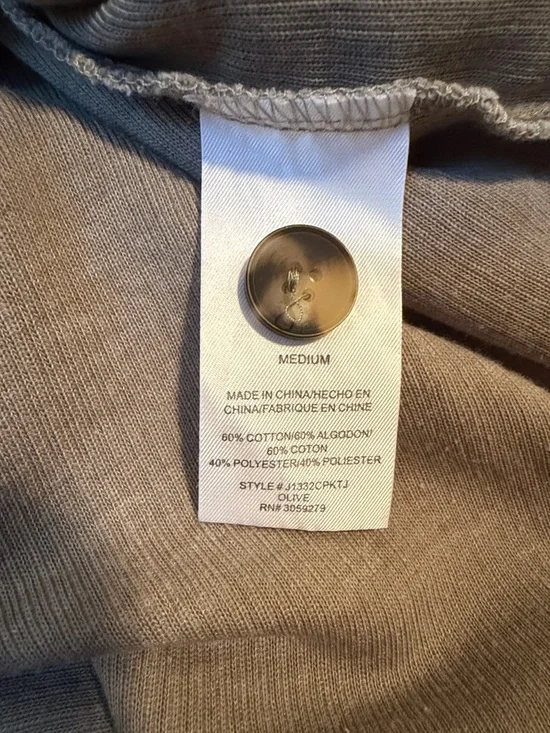 MEDIUM
MADE IN CHINA/HECHO EN
CHINA/FABRIQUE EN CHINE
60% COTTON/60% ALGODON/
60% COTON
40% POLYESTER/40% POLIESTER
STYLE # J1332CPKTJ
OLIVE
RN# 3059279